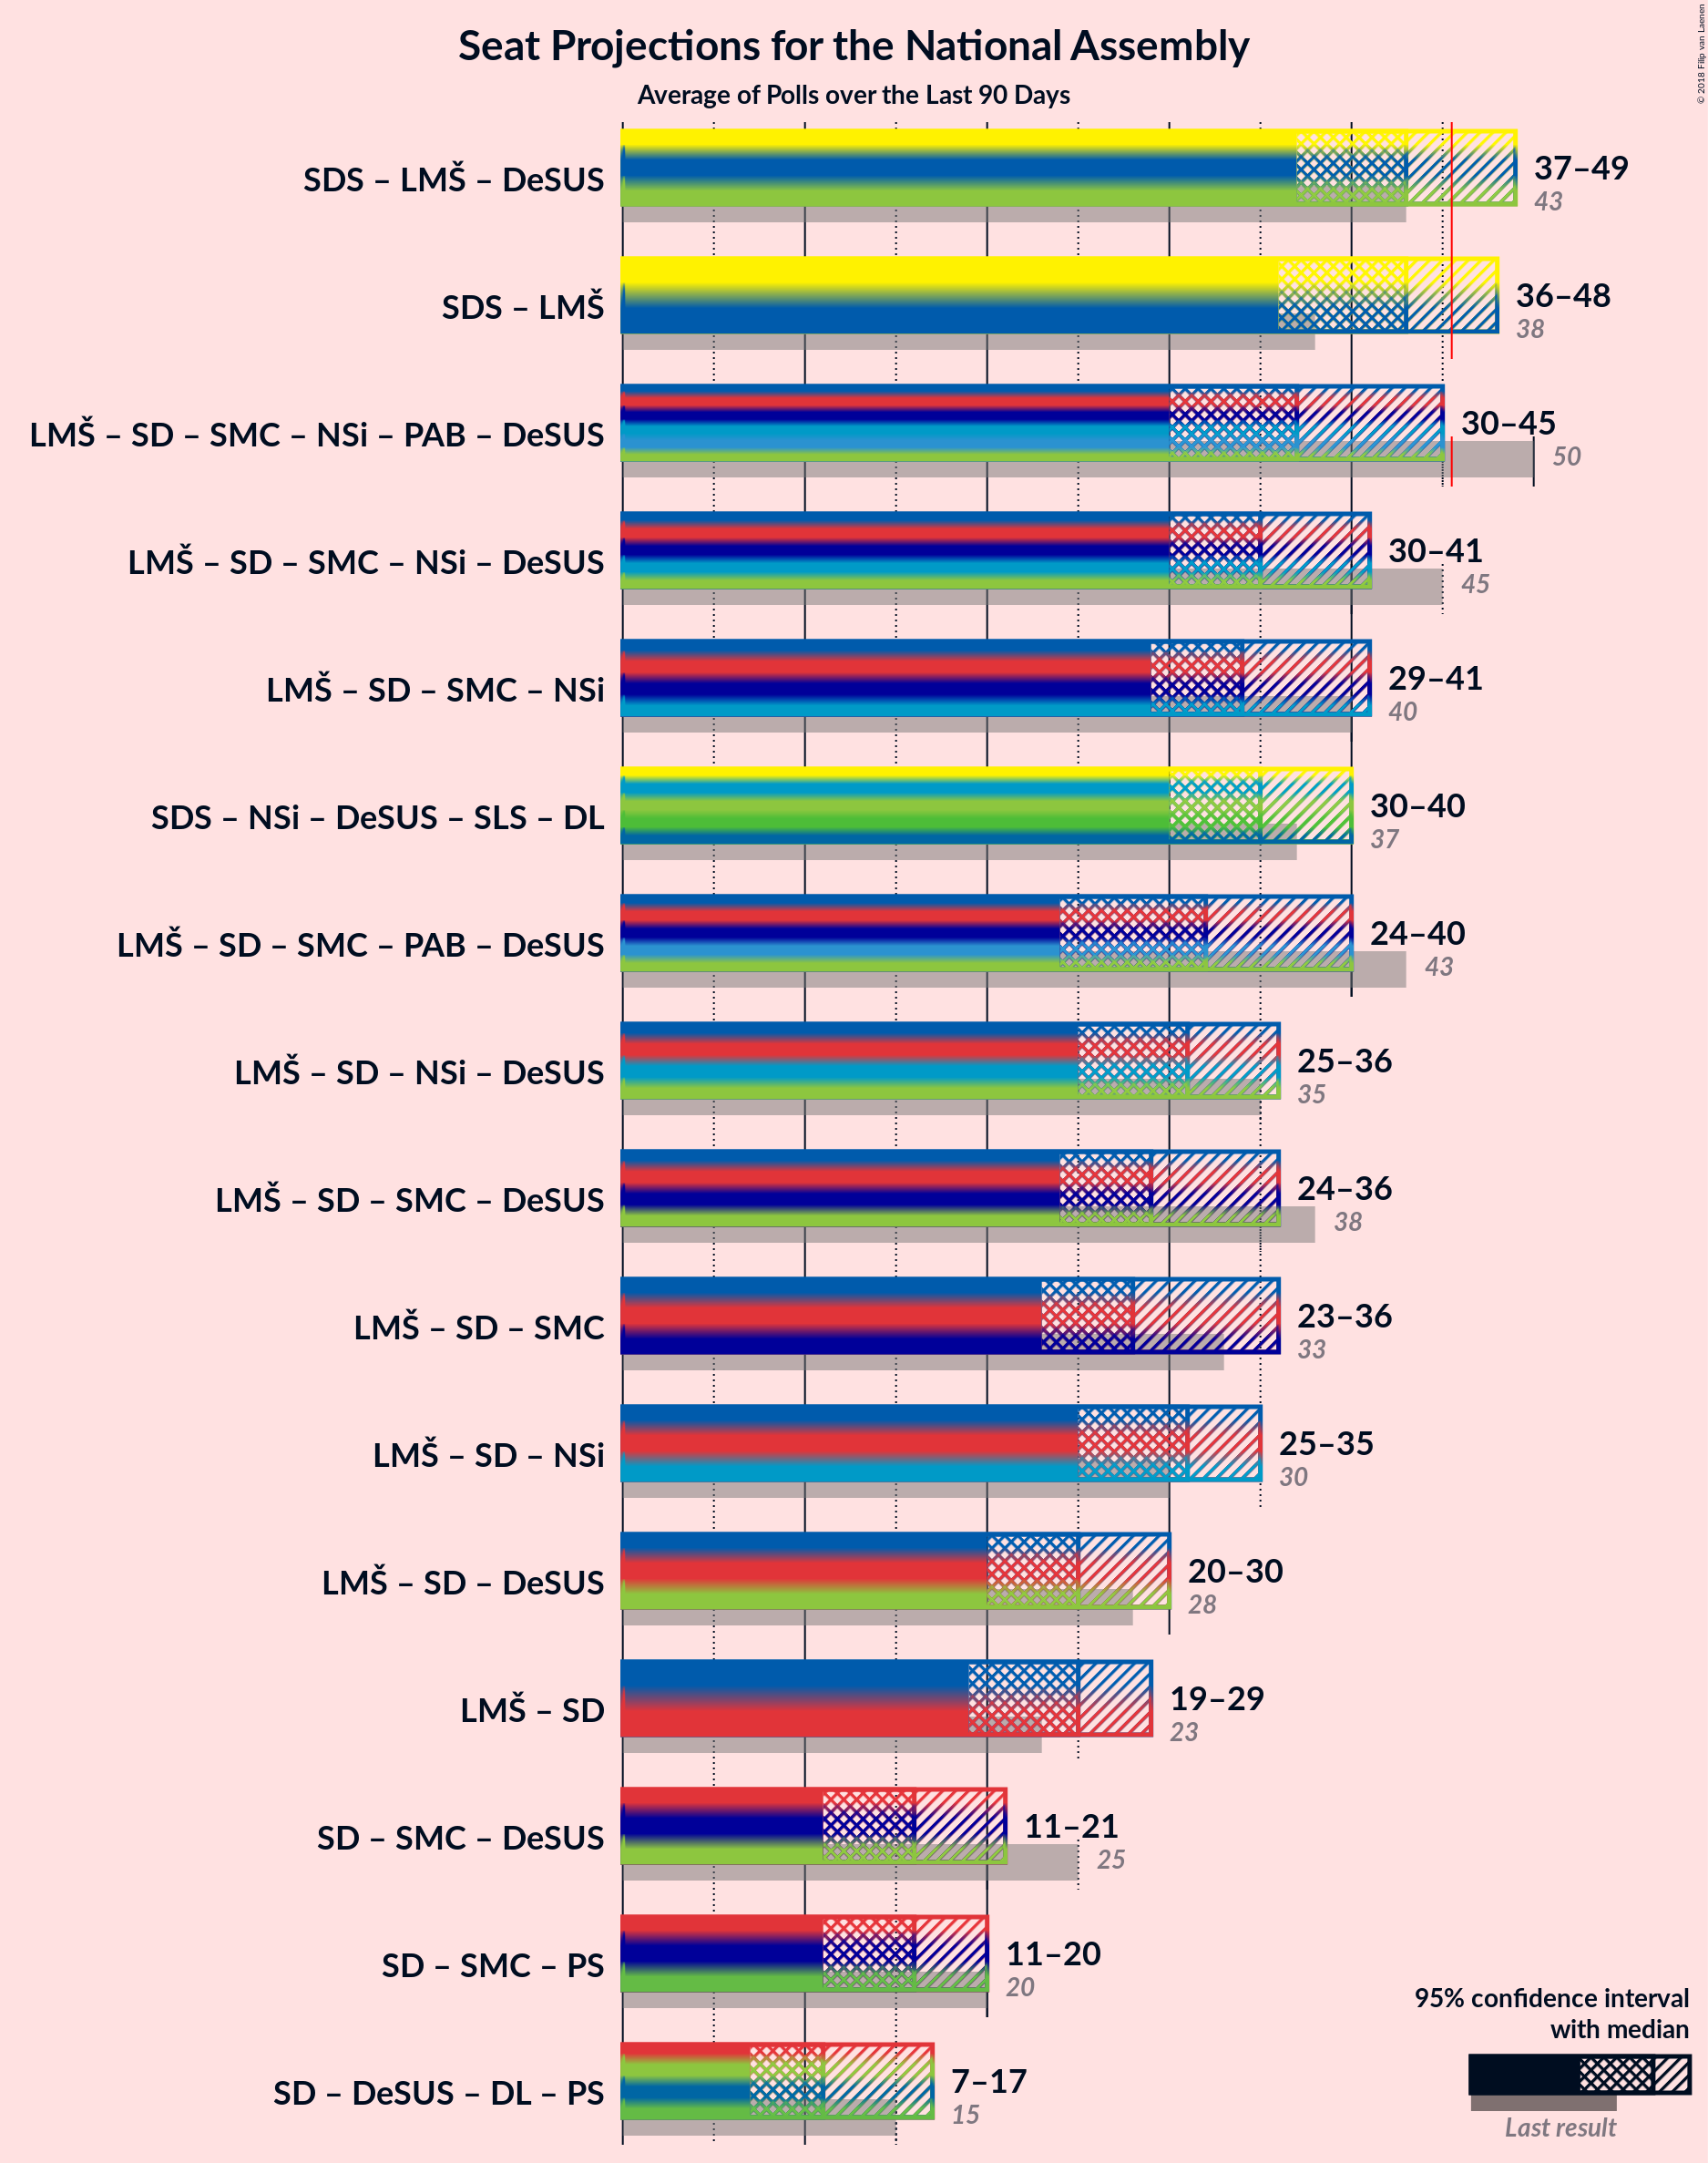 Seat Projections for the National Assembly
Average of Polls over the Last 90 Days
© 2018 Filip van Laenen
SDS – LMŠ – DeSUS
37–49
43
SDS – LMŠ
36–48
38
LMŠ – SD – SMC – NSi – PAB – DeSUS
30–45
50
LMŠ – SD – SMC – NSi – DeSUS
30–41
45
LMŠ – SD – SMC – NSi
29–41
40
SDS – NSi – DeSUS – SLS – DL
30–40
37
LMŠ – SD – SMC – PAB – DeSUS
24–40
43
LMŠ – SD – NSi – DeSUS
25–36
35
LMŠ – SD – SMC – DeSUS
24–36
38
LMŠ – SD – SMC
23–36
33
LMŠ – SD – NSi
25–35
30
LMŠ – SD – DeSUS
20–30
28
LMŠ – SD
19–29
23
SD – SMC – DeSUS
11–21
25
SD – SMC – PS
11–20
20
SD – DeSUS – DL – PS
7–17
15
95% confidence interval
with median
Last result